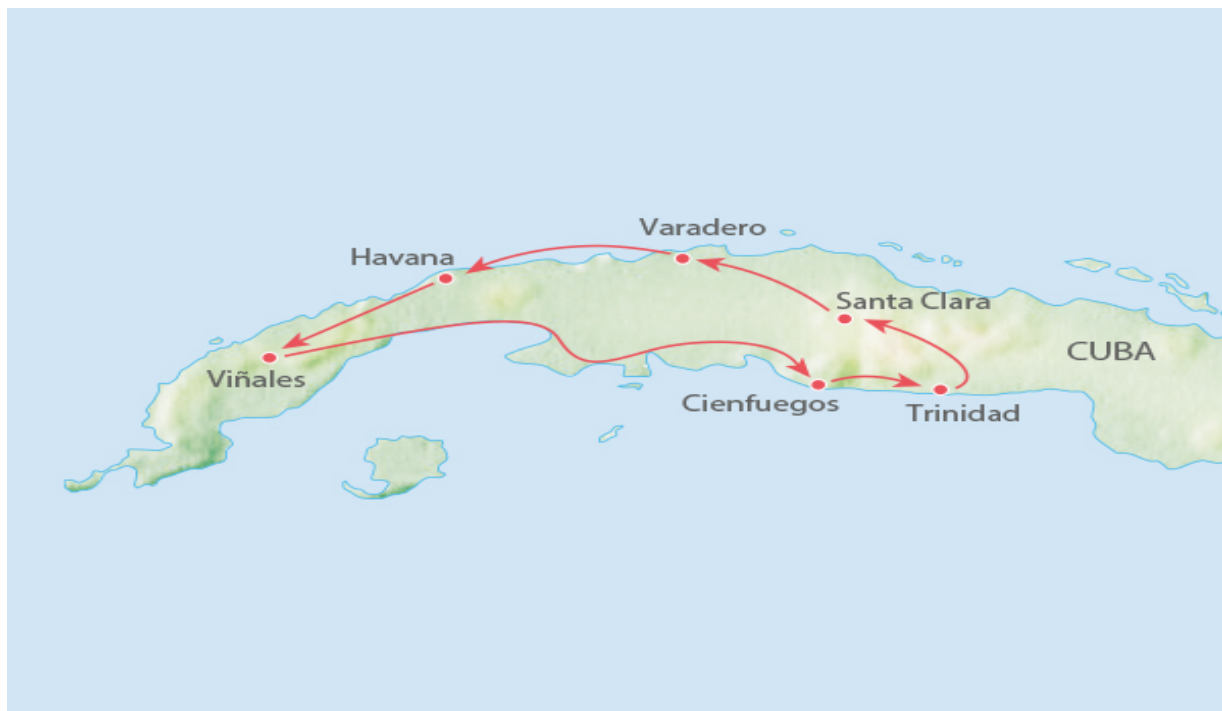 Varadero
Havana
Santa Clara
CUBA
Viñales
Cienfuegos
Trinidad